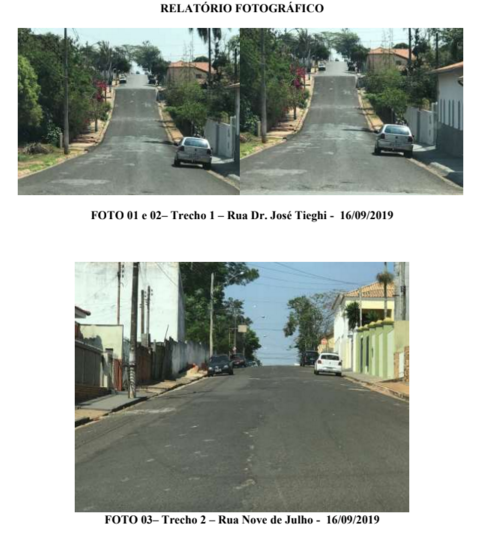 RELATÓRIO FOTOGRÁFICO
FOTO 01 e 02– Trecho 1 – Rua Dr. José Tieghi - 16/09/2019
FOTO 03– Trecho 2 – Rua Nove de Julho - 16/09/2019